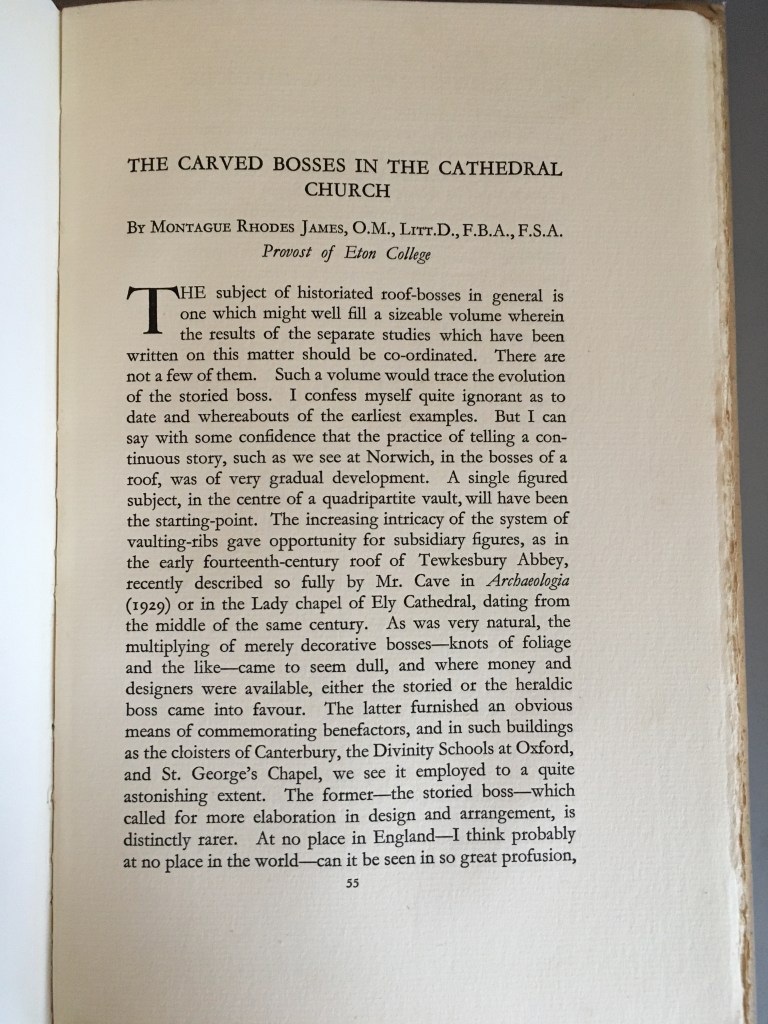 THE CARVED BOSSES IN THE CATHEDRAL
CHURCH
By Montague Rhodes James, O.M., Litt.D., F.B.A., F.S.A.
Provost of Eton College
THE subject of historiated roof-bosses in general is
one which might well fill a sizeable volume wherein
the results of the separate studies which have been
written on this matter should be co-ordinated. There are
not a few of them. Such a volume would trace the evolution
of the storied boss. I confess myself quite ignorant as to
date and whereabouts of the earliest examples. But I can
say with some confidence that the practice of telling a con-
tinuous story, such as we see at Norwich, in the bosses of a
roof, was of very gradual development. A single figured
subject, in the centre of a quadripartite vault, will have been
the starting-point. The increasing intricacy of the system of
vaulting-ribs gave opportunity for subsidiary figures, as in
the early fourteenth-century roof of Tewkesbury Abbey,
recently described so fully by Mr. Cave in Archaeologia
(1929) or in the Lady chapel of Ely Cathedral, dating from
the middle of the same century. As was very natural, the
multiplying of merely decorative bosses—knots of foliage
and the like—came to seem dull, and where money and
designers were available, either the storied or the heraldic
boss came into favour. The latter furnished an obvious
means of commemorating benefactors, and in such buildings
as the cloisters of Canterbury, the Divinity Schools at Oxford,
and St. George's Chapel, we see it employed to a quite
astonishing extent. The former—the storied boss—which
called for more elaboration in design and arrangement, is
distinctly rarer. At no place in England—I think probably
at no place in the world—can it be seen in so great profusion,
55